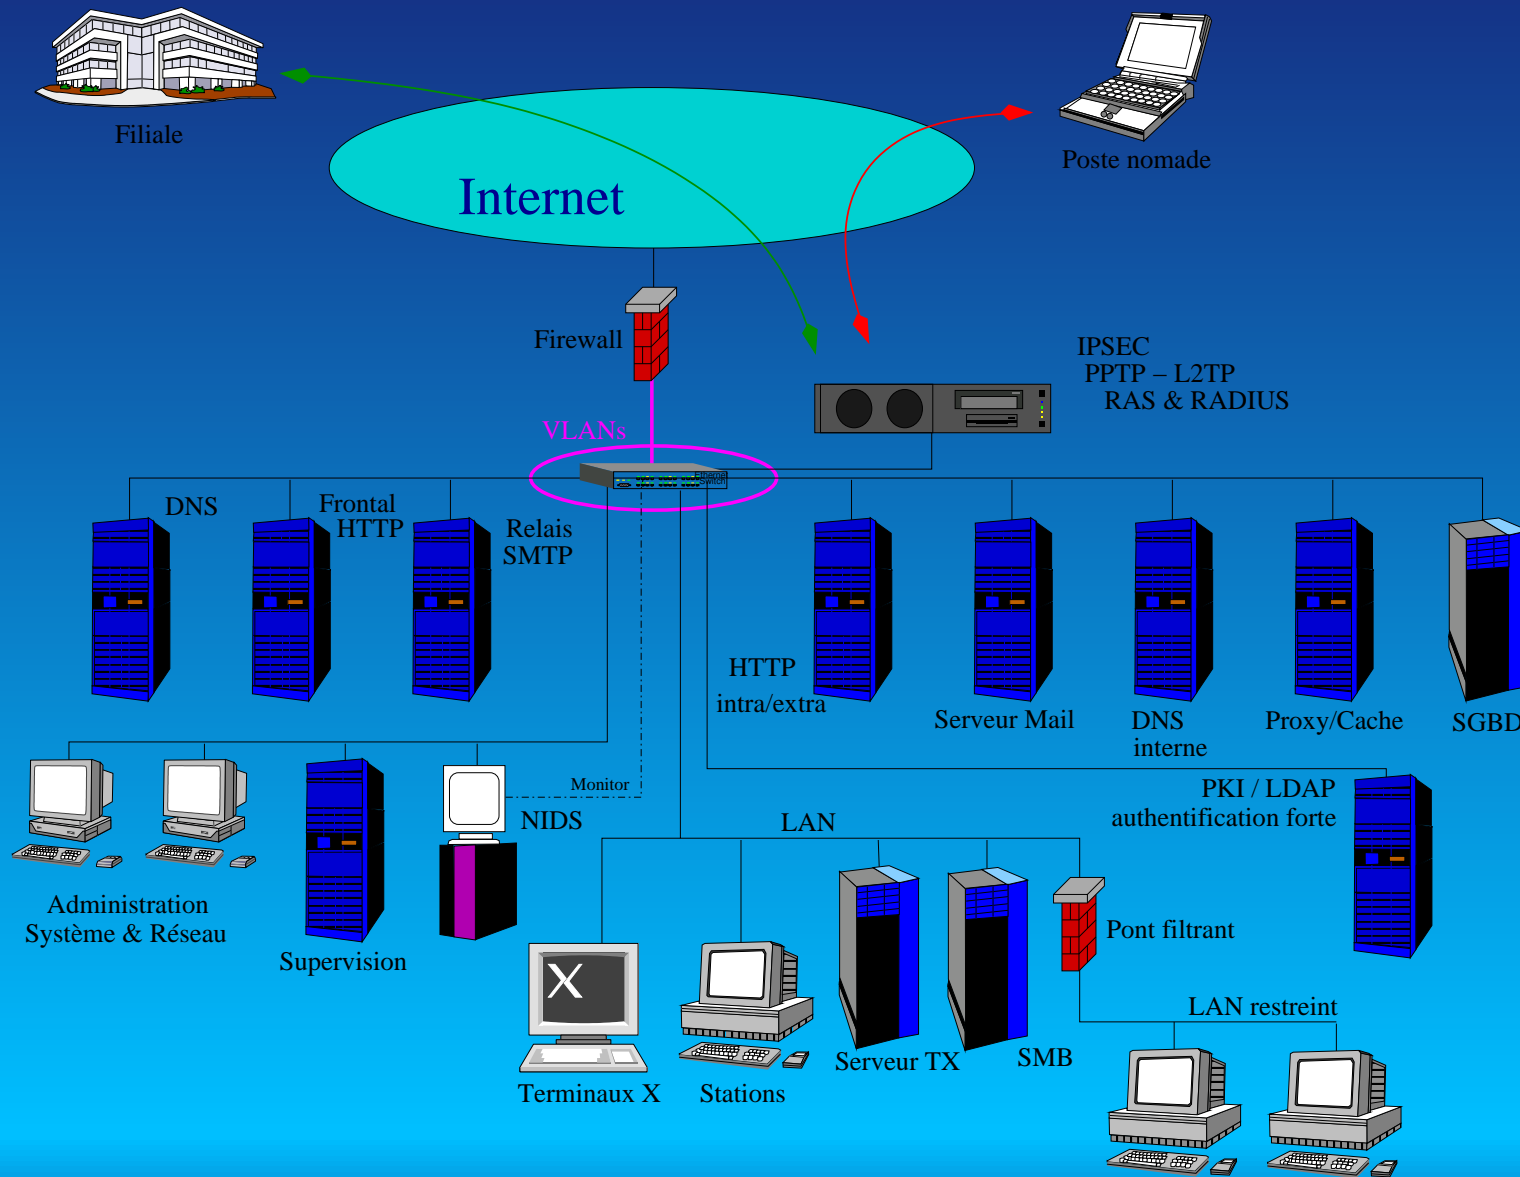 Filiale
Poste nomade
Internet
Firewall
IPSEC
PPTP – L2TP
RAS & RADIUS
VLANs
Ethernet
Switch
DNS
Frontal
HTTP
Relais
SMTP
HTTP
intra/extra
Serveur Mail
DNS
interne
Proxy/Cache
SGBD
Monitor
NIDS
PKI / LDAP
authentification forte
LAN
Administration
Système & Réseau
Supervision
X
Pont filtrant
LAN restreint
Terminaux X
Stations
Serveur TX
SMB